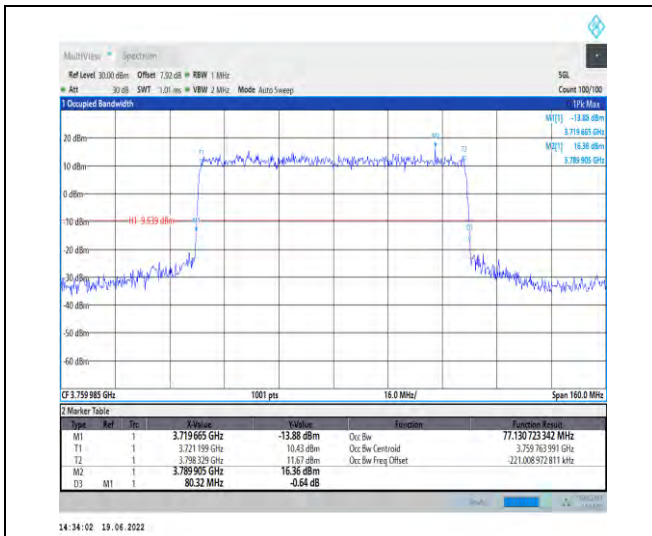 MultiView Spectrum
Ref Level 30.00 dBm Offset 7.92 dB RBW 1 MHz SGL
Att 30 dB SWT 1.01 ms VBW 2 MHz Mode Auto Sweep Count 100/100
1 Occupied Bandwidth 1Pk Max
M1[1] -13.88 dBm
3.719 665 GHz
M2[1] 16.36 dBm
3.789 905 GHz
20 dBm
M2
T1 T2
10 dBm
0 dBm
-10 dBm H1 9.639 dBm
M1 D3
-20 dBm
-30 dBm
-40 dBm
-50 dBm
-60 dBm
CF 3.759 985 GHz 1001 pts 16.0 MHz/ Span 160.0 MHz
2 Marker Table
Type Ref Trc X-Value Y-Value Function Function Result
M1 1 3.719 665 GHz -13.88 dBm Occ Bw 77.130 723 342 MHz
T1 1 3.721 199 GHz 10.43 dBm Occ Bw Centroid 3.759 763 991 GHz
T2 1 3.798 329 GHz 11.67 dBm Occ Bw Freq Offset -221.008 972 811 kHz
M2 1 3.789 905 GHz 16.36 dBm
D3 M1 1 80.32 MHz -0.64 dB
14:34:02 19.06.2022